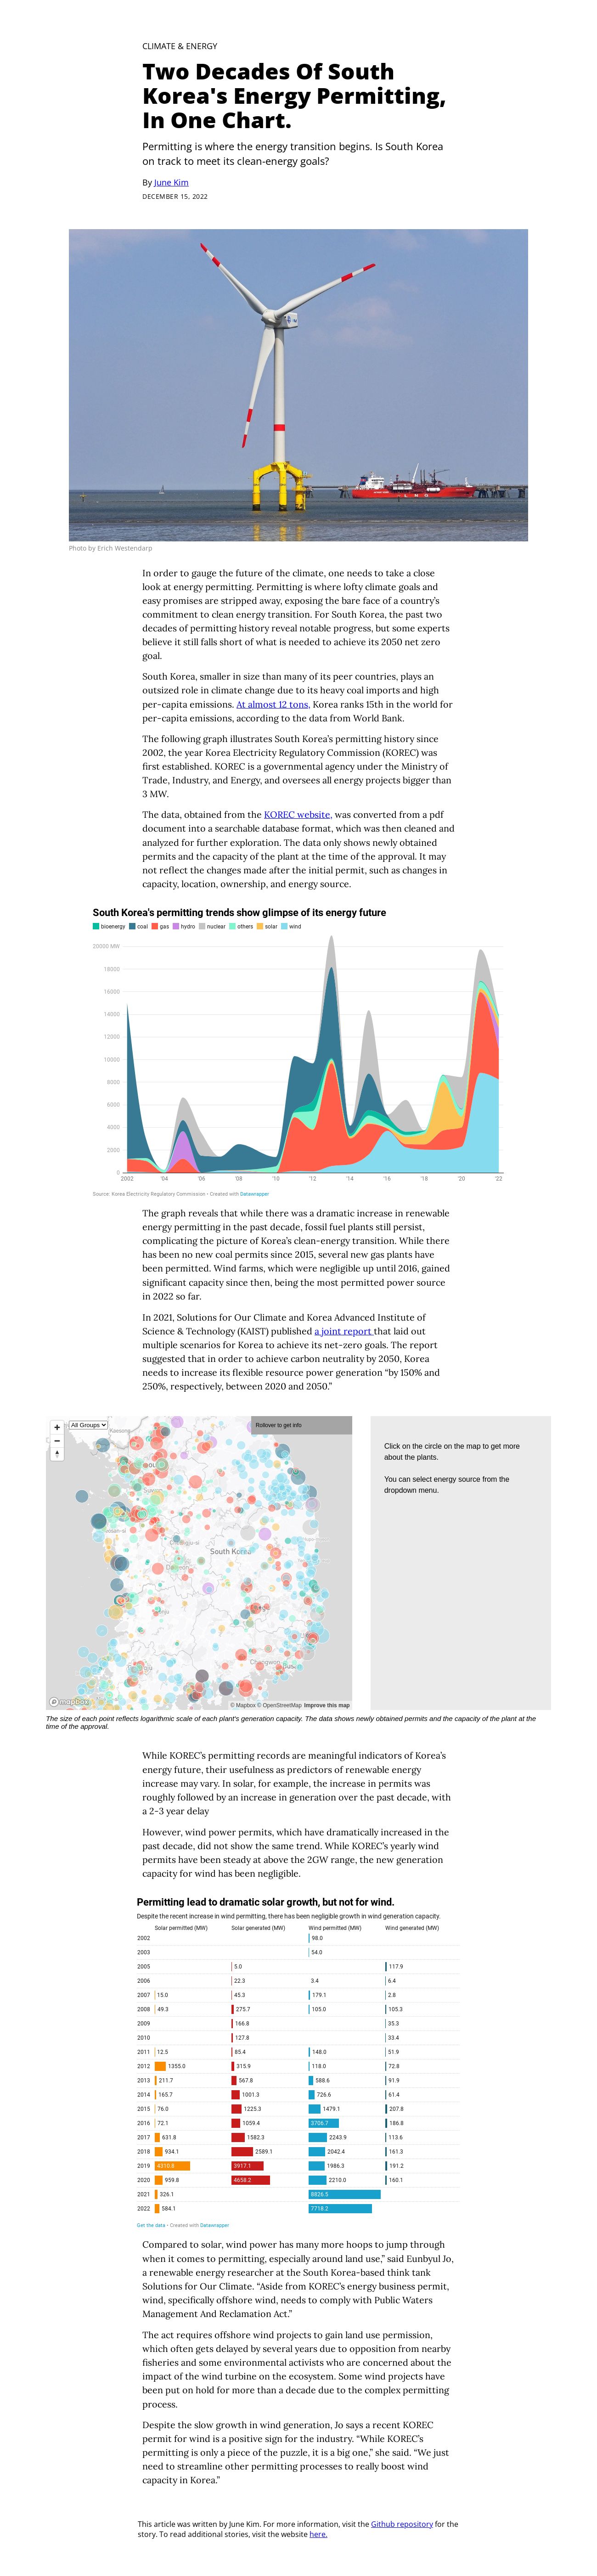 CLIMATE & ENERGY
Two Decades Of South
Korea's Energy Permitting,
In One Chart.
Permitting is where the energy transition begins. Is South Korea
on track to meet its clean-energy goals?
By June Kim
DECEMBER 15, 2022
Photo by Erich Westendarp
In order to gauge the future of the climate, one needs to take a close
look at energy permitting. Permitting is where lofty climate goals and
easy promises are stripped away, exposing the bare face of a country's
commitment to clean energy transition. For South Korea, the past two
decades of permitting history reveal notable progress, but some experts
believe it still falls short of what is needed to achieve its 2050 net zero
goal.
South Korea, smaller in size than many of its peer countries, plays an
outsized role in climate change due to its heavy coal imports and high
per-capita emissions. At almost 12 tons, Korea ranks 15th in the world for
per-capita emissions, according to the data from World Bank.
The following graph illustrates South Korea's permitting history since
2002, the year Korea Electricity Regulatory Commission (KOREC) was
first established. KOREC is a governmental agency under the Ministry of
Trade, Industry, and Energy, and oversees all energy projects bigger than
3 MW.
The data, obtained from the KOREC website, was converted from a pdf
document into a searchable database format, which was then cleaned and
analyzed for further exploration. The data only shows newly obtained
permits and the capacity of the plant at the time of the approval. It may
not reflect the changes made after the initial permit, such as changes in
capacity, location, ownership, and energy source.
South Korea's permitting trends show glimpse of its energy future
bioenergy coal gas hydro nuclear others solar wind
20000 MW
18000
16000
14000
12000
10000
8000
6000
4000
2000
0
2002 '04 '06 '08 '10 '12 '14 '16 '18 '20 '22
Source: Korea Electricity Regulatory Commission • Created with Datawrapper
The graph reveals that while there was a dramatic increase in renewable
energy permitting in the past decade, fossil fuel plants still persist,
complicating the picture of Korea's clean-energy transition. While there
has been no new coal permits since 2015, several new gas plants have
been permitted. Wind farms, which were negligible up until 2016, gained
significant capacity since then, being the most permitted power source
in 2022 so far.
In 2021, Solutions for Our Climate and Korea Advanced Institute of
Science & Technology (KAIST) published a joint report that laid out
multiple scenarios for Korea to achieve its net-zero goals. The report
suggested that in order to achieve carbon neutrality by 2050, Korea
needs to increase its flexible resource power generation "by 150% and
250%, respectively, between 2020 and 2050."
All Groups
Rollover to get info
South Korea
Changwon
mapbox
© Mapbox © OpenStreetMap Improve this map
Click on the circle on the map to get more
about the plants.
You can select energy source from the
dropdown menu.
The size of each point reflects logarithmic scale of each plant's generation capacity. The data shows newly obtained permits and the capacity of the plant at the
time of the approval.
While KOREC's permitting records are meaningful indicators of Korea's
energy future, their usefulness as predictors of renewable energy
increase may vary. In solar, for example, the increase in permits was
roughly followed by an increase in generation over the past decade, with
a 2-3 year delay
However, wind power permits, which have dramatically increased in the
past decade, did not show the same trend. While KOREC's yearly wind
permits have been steady at above the 2GW range, the new generation
capacity for wind has been negligible.
Permitting lead to dramatic solar growth, but not for wind.
Despite the recent increase in wind permitting, there has been negligible growth in wind generation capacity.
Solar permitted (MW) Solar generated (MW) Wind permitted (MW) Wind generated (MW)
2002 98.0
2003 54.0
2005 5.0 117.9
2006 22.3 3.4 6.4
2007 15.0 45.3 179.1 2.8
2008 49.3 275.7 105.0 105.3
2009 166.8 35.3
2010 127.8 33.4
2011 12.5 85.4 148.0 51.9
2012 1355.0 315.9 118.0 72.8
2013 211.7 567.8 588.6 91.9
2014 165.7 1001.3 726.6 61.4
2015 76.0 1225.3 1479.1 207.8
2016 72.1 1059.4 3706.7 186.8
2017 631.8 1582.3 2243.9 113.6
2018 934.1 2589.1 2042.4 161.3
2019 4310.8 3917.1 1986.3 191.2
2020 959.8 4658.2 2210.0 160.1
2021 326.1 8826.5
2022 584.1 7718.2
Get the data • Created with Datawrapper
Compared to solar, wind power has many more hoops to jump through
when it comes to permitting, especially around land use," said Eunbyul Jo,
a renewable energy researcher at the South Korea-based think tank
Solutions for Our Climate. "Aside from KOREC's energy business permit,
wind, specifically offshore wind, needs to comply with Public Waters
Management And Reclamation Act."
The act requires offshore wind projects to gain land use permission,
which often gets delayed by several years due to opposition from nearby
fisheries and some environmental activists who are concerned about the
impact of the wind turbine on the ecosystem. Some wind projects have
been put on hold for more than a decade due to the complex permitting
process.
Despite the slow growth in wind generation, Jo says a recent KOREC
permit for wind is a positive sign for the industry. "While KOREC's
permitting is only a piece of the puzzle, it is a big one," she said. "We just
need to streamline other permitting processes to really boost wind
capacity in Korea."
This article was written by June Kim. For more information, visit the Github repository for the
story. To read additional stories, visit the website here.